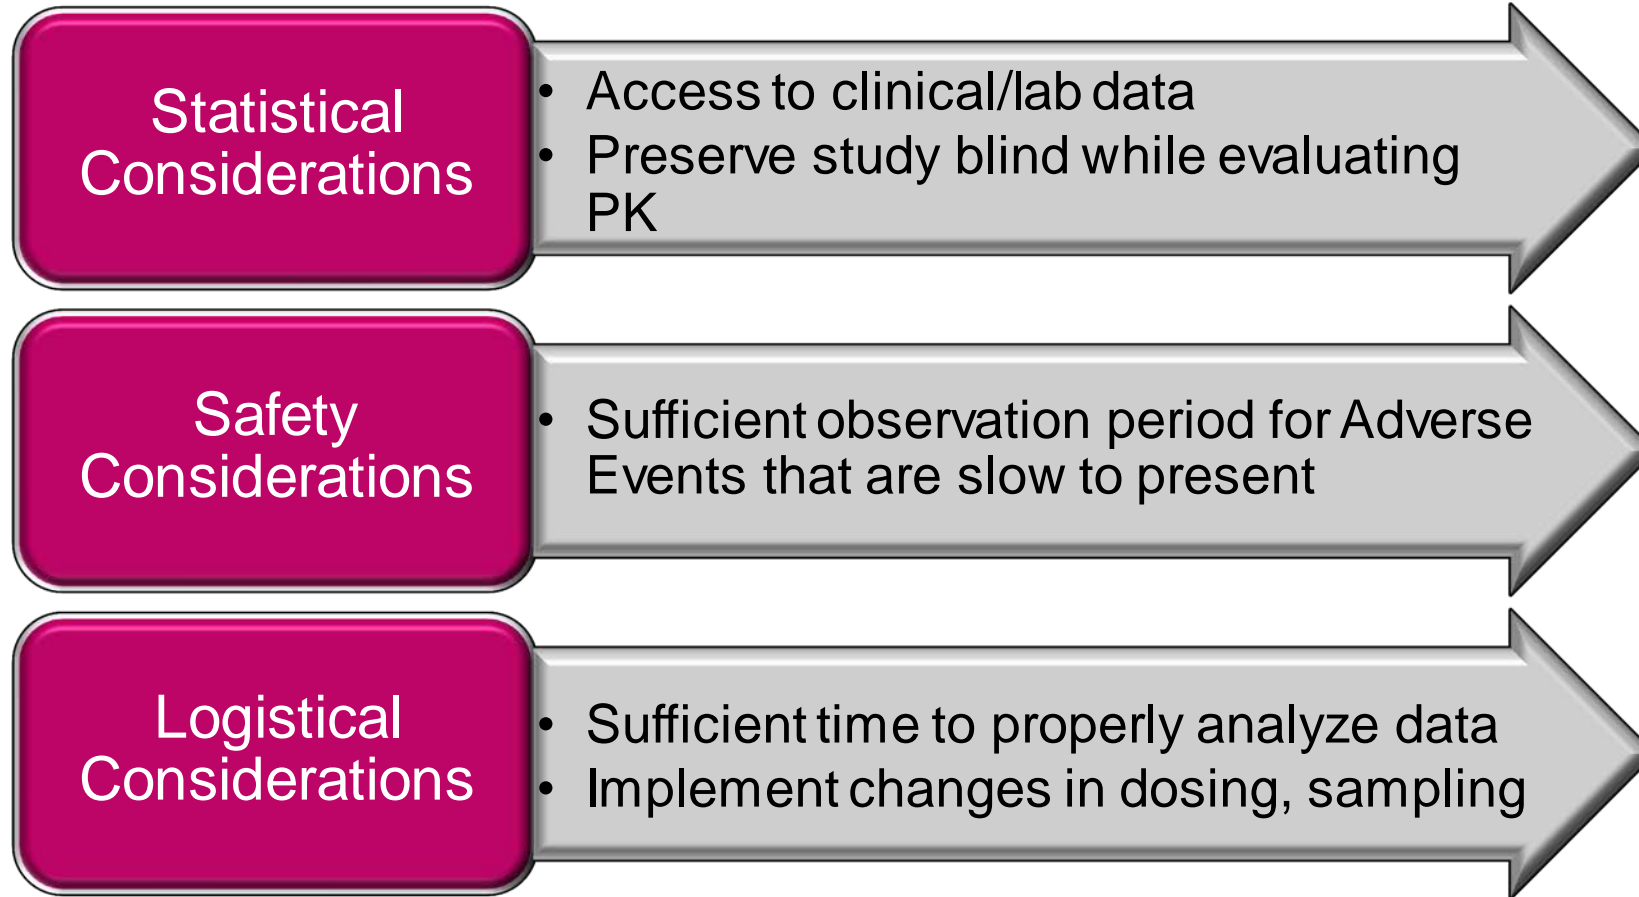 Statistical
Considerations
• Access to clinical/lab data
• Preserve study blind while evaluating
PK
Safety
Considerations
• Sufficient observation period for Adverse
Events that are slow to present
Logistical
Considerations
• Sufficient time to properly analyze data
• Implement changes in dosing, sampling